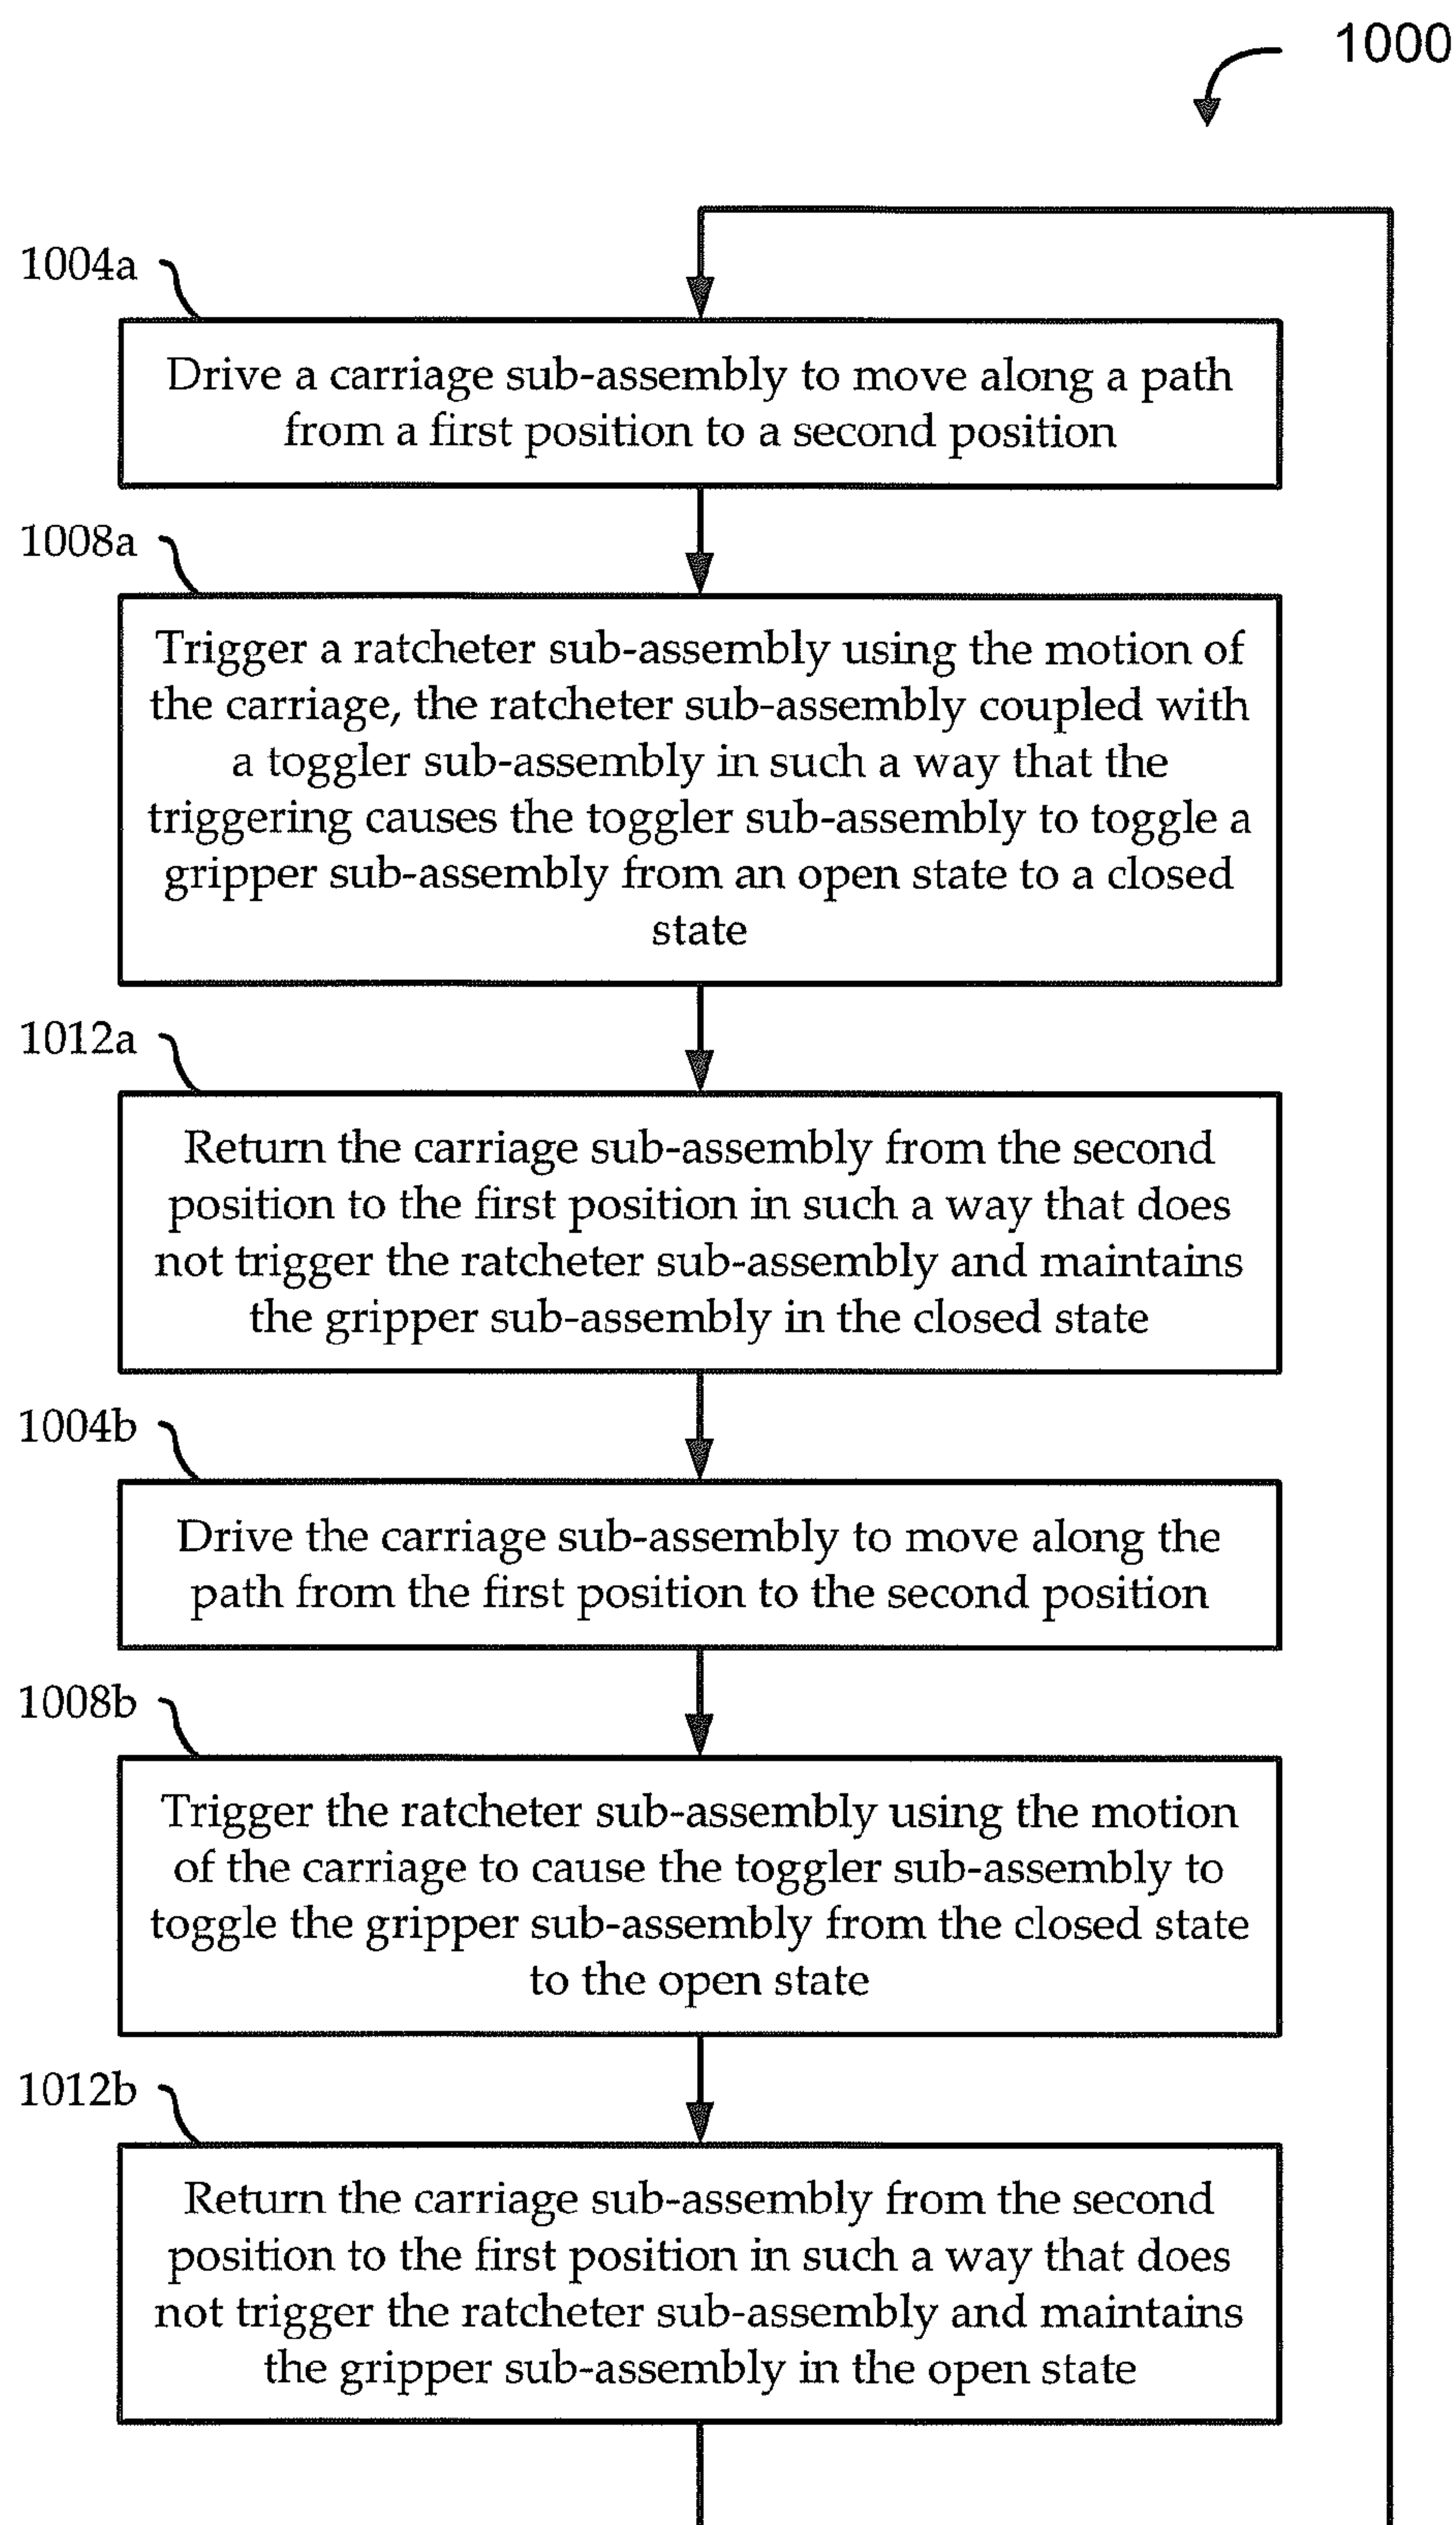 1000
1004a
Drive a carriage sub-assembly to move along a path
from a first position to a second position
1008a
Trigger a ratcheter sub-assembly using the motion of
the carriage, the ratcheter sub-assembly coupled with
a toggler sub-assembly in such a way that the
triggering causes the toggler sub-assembly to toggle a
gripper sub-assembly from an open state to a closed
state
1012a
Return the carriage sub-assembly from the second
position to the first position in such a way that does
not trigger the ratcheter sub-assembly and maintains
the gripper sub-assembly in the closed state
1004b
Drive the carriage sub-assembly to move along the
path from the first position to the second position
1008b
Trigger the ratcheter sub-assembly using the motion
of the carriage to cause the toggler sub-assembly to
toggle the gripper sub-assembly from the closed state
to the open state
1012b
Return the carriage sub-assembly from the second
position to the first position in such a way that does
not trigger the ratcheter sub-assembly and maintains
the gripper sub-assembly in the open state